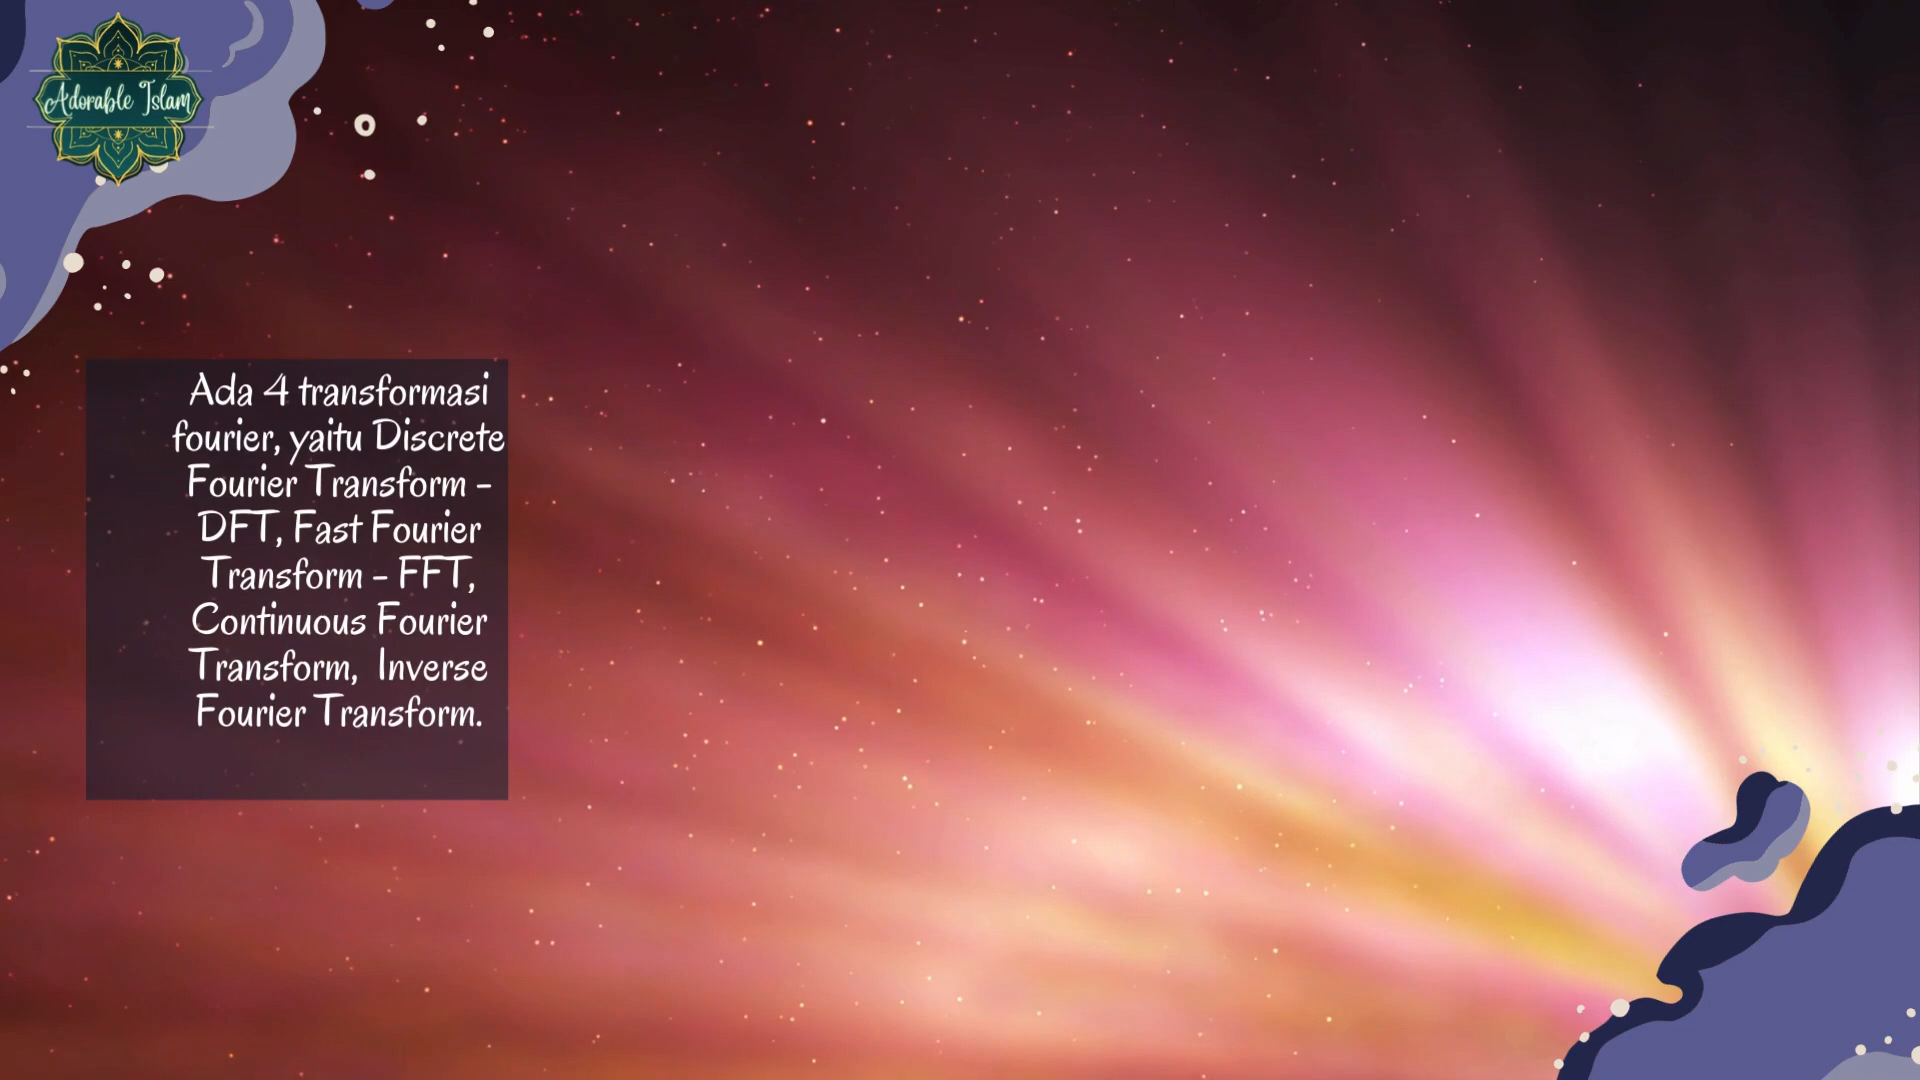 Adorable Islam
Ada 4 transformasi
fourier, yaitu Discrete
Fourier Transform -
DFT, Fast Fourier
Transform - FFT,
Continuous Fourier
Transform,  Inverse
Fourier Transform.